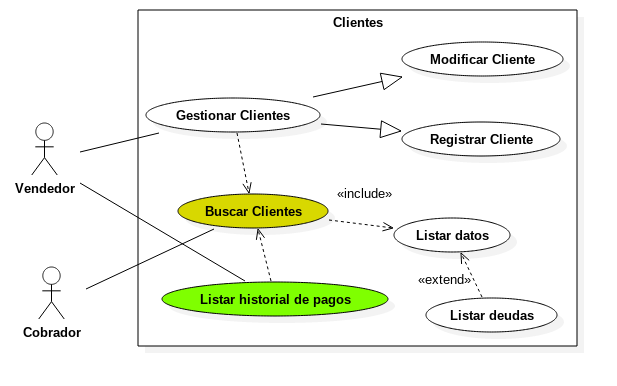 Clientes
Modificar Cliente
Gestionar Clientes
Registrar Cliente
Vendedor
«include»
Buscar Clientes
Listar datos
«extend»
Listar historial de pagos
Listar deudas
Cobrador